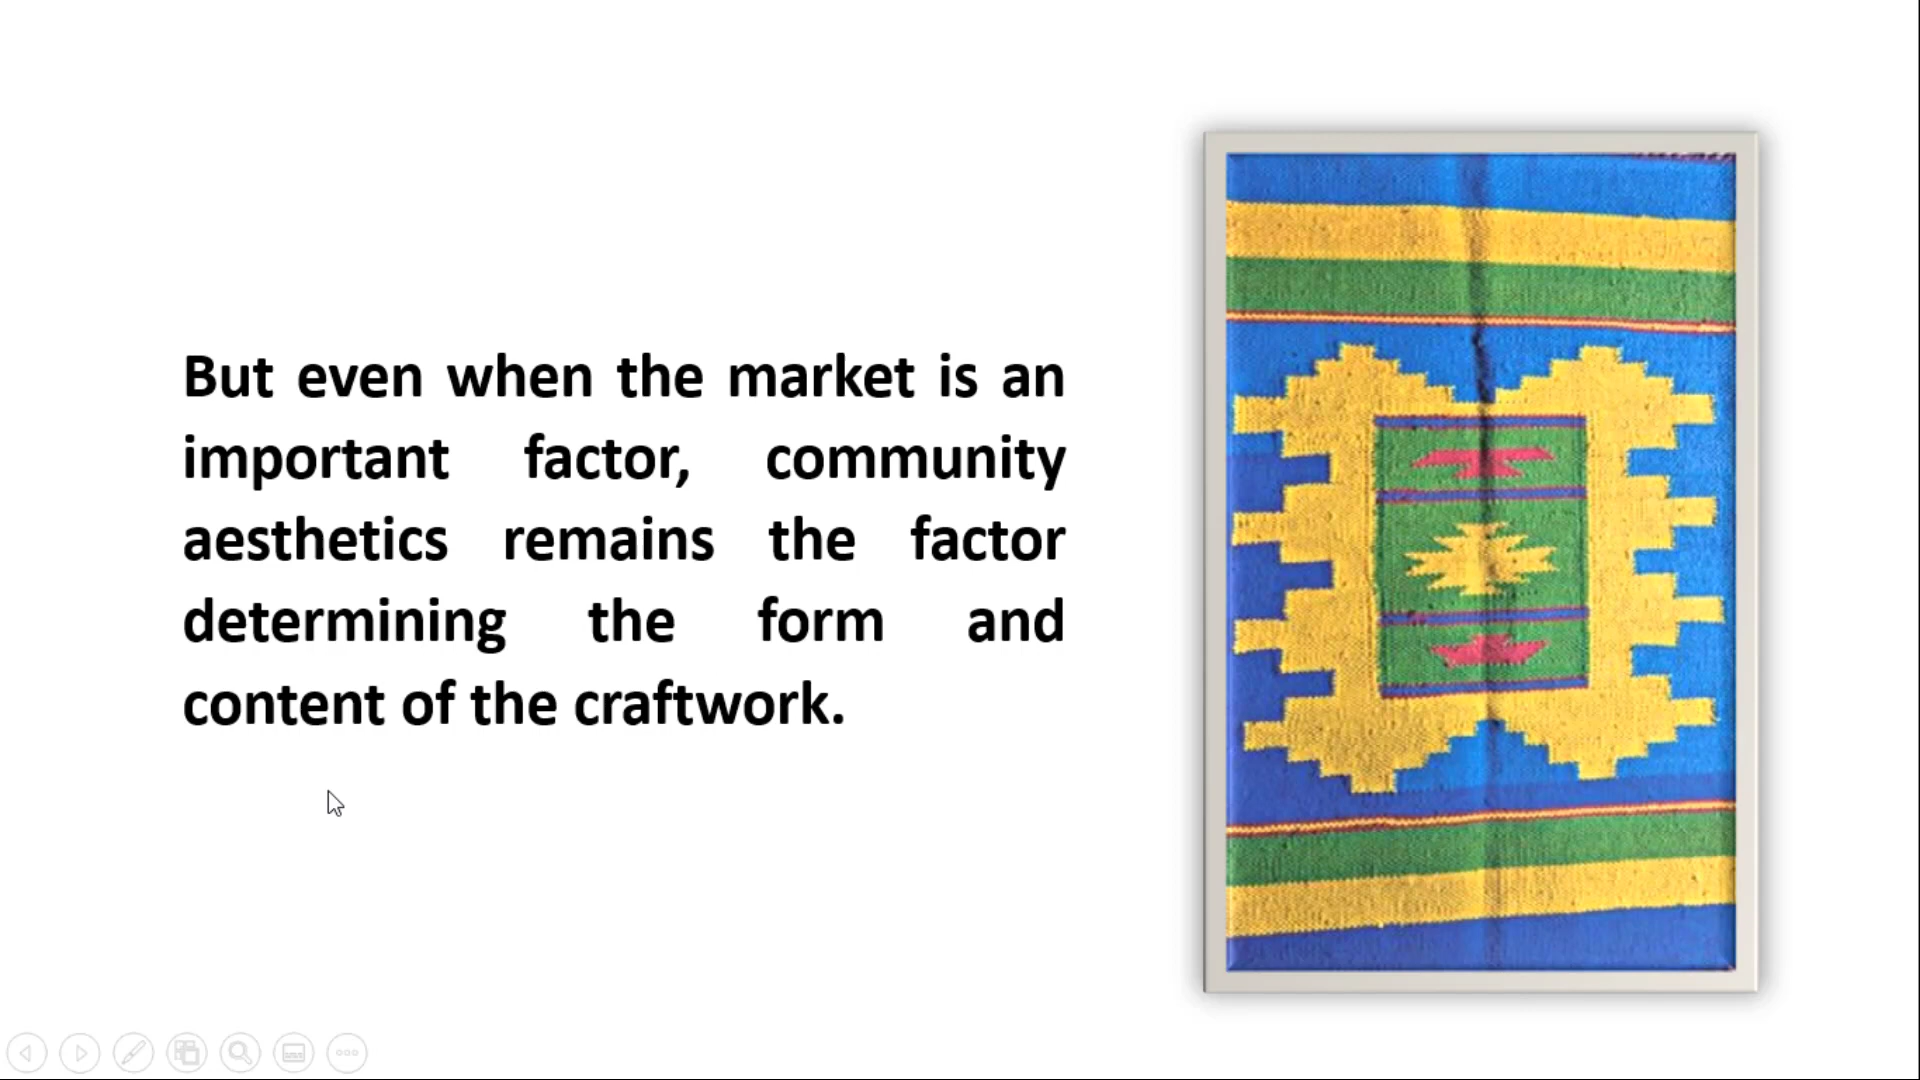 But even when the market is an
important factor, community
aesthetics remains the factor
determining the form and
content of the craftwork.